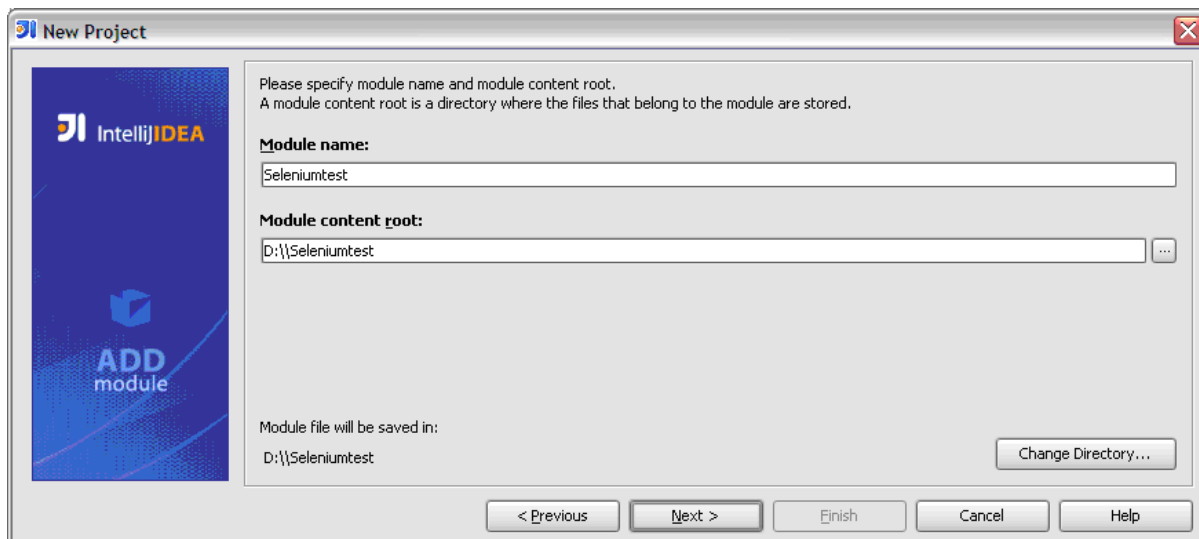 New Project
IntelliJIDEA
ADD
module
Please specify module name and module content root.
A module content root is a directory where the files that belong to the module are stored.
Module name:
Seleniumtest
Module content root:
D:\\Seleniumtest
...
Module file will be saved in:
D:\\Seleniumtest
Change Directory...
< Previous
Next >
Finish
Cancel
Help